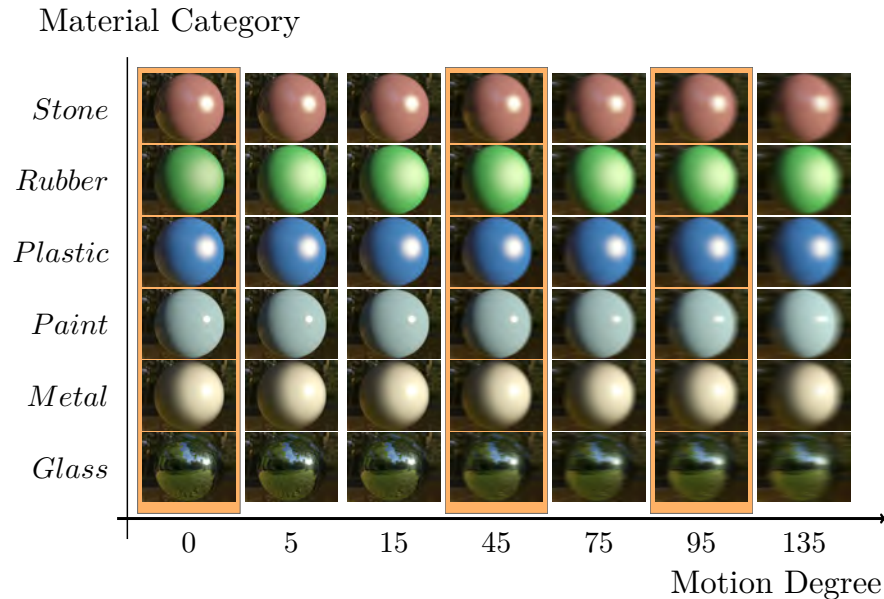 Material Category
Stone
Rubber
Plastic
Paint
Metal
Glass
0 5 15 45 75 95 135
Motion Degree